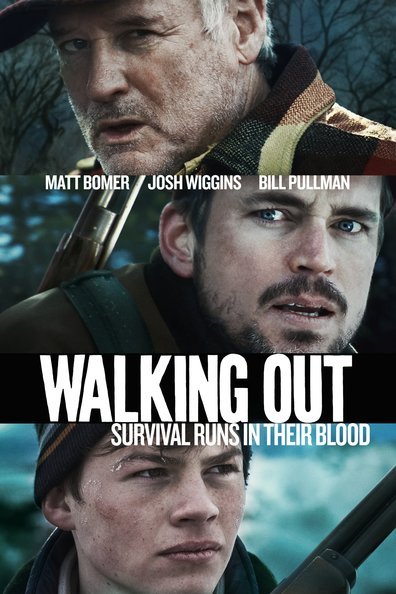 MATT BOMER JOSH WIGGINS BILL PULLMAN
WALKING OUT
SURVIVAL RUNS IN THEIR BLOOD